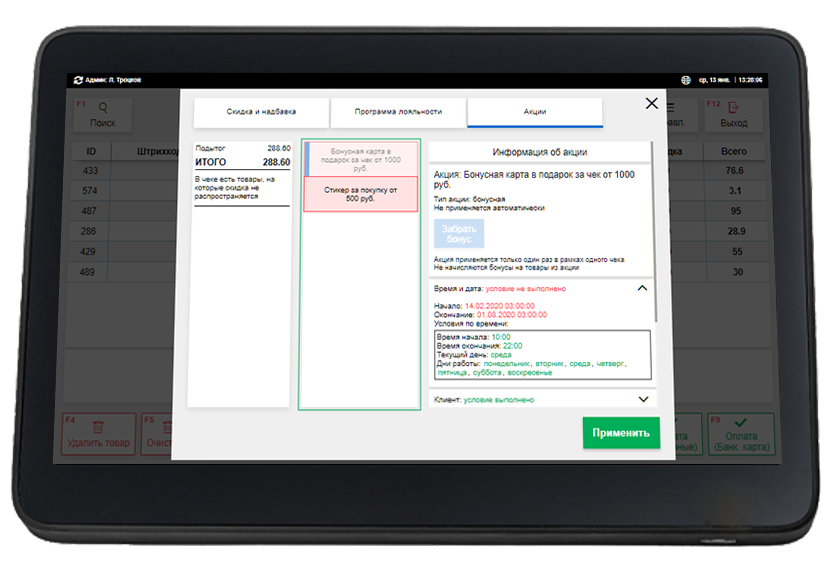 Админ: Л. Троцков
ср, 13 янв. | 13:28:06
F1
Поиск
F12
Выход
Скидка и надбавка
Программа лояльности
Акции
ID
Штрихкод
Всего
433
76.6
574
3.1
487
95
286
28.9
429
55
489
30
Подытог 288.60
ИТОГО 288.60
В чеке есть товары, на
которые скидка не
распространяется
Бонусная карта в
подарок за чек от 1000
руб.
Стикер за покупку от
500 руб.
Информация об акции
Акция: Бонусная карта в подарок за чек от 1000
руб.
Тип акции: бонусная
Не применяется автоматически
Забрать
бонус
Акция применяется только один раз в рамках одного чека
Не начисляются бонусы на товары из акции
Время и дата: условие не выполнено
Начало: 14.02.2020 03:00:00
Окончание: 01.08.2020 03:00:00
Условия по времени:
Время начала: 10:00
Время окончания: 22:00
Текущий день: среда
Дни работы: понедельник, вторник, среда, четверг,
пятница, суббота, воскресенье
Клиент: условие выполнено
Применить
F4
Удалить товар
F5
F9
Оплата
(Банк. карта)